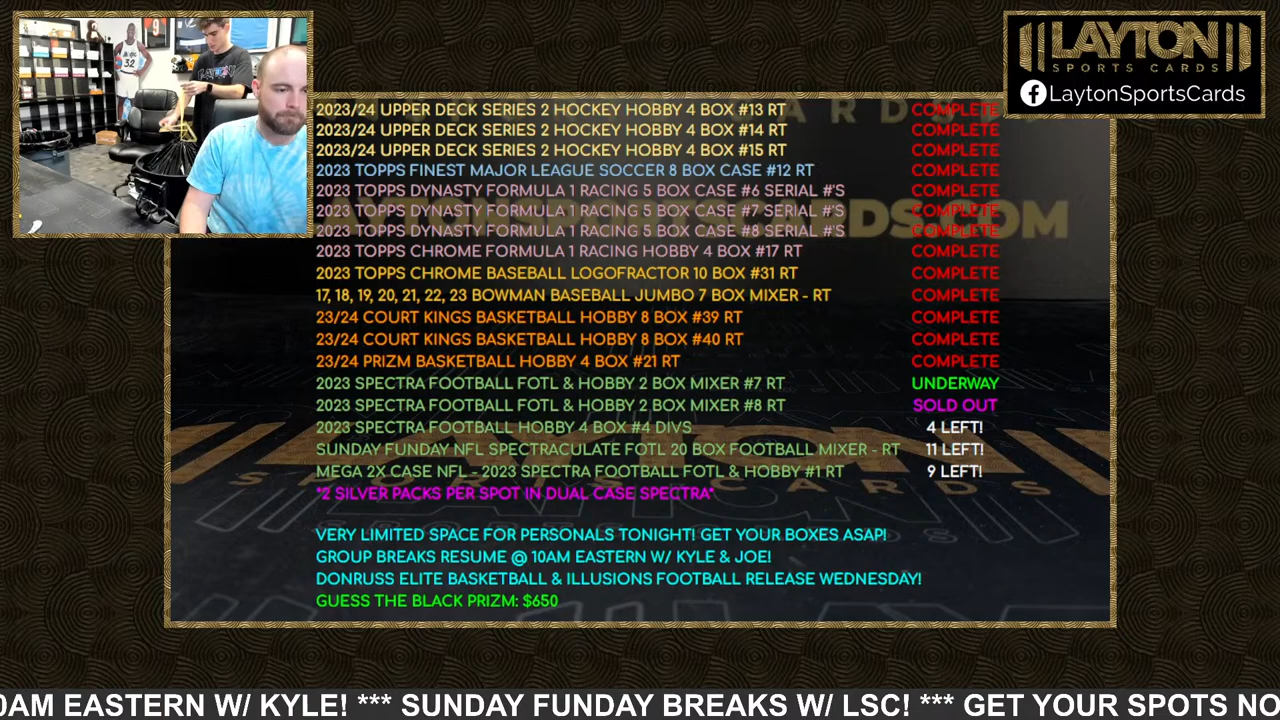 LAYTON
SPORTS CARDS
LaytonSportsCards
32
2023/24 UPPER DECK SERIES 2 HOCKEY HOBBY 4 BOX #13 RT COMPLETE
2023/24 UPPER DECK SERIES 2 HOCKEY HOBBY 4 BOX #14 RT COMPLETE
2023/24 UPPER DECK SERIES 2 HOCKEY HOBBY 4 BOX #15 RT COMPLETE
2023 TOPPS FINEST MAJOR LEAGUE SOCCER 8 BOX CASE #12 RT COMPLETE
2023 TOPPS DYNASTY FORMULA 1 RACING 5 BOX CASE #6 SERIAL #'S COMPLETE
2023 TOPPS DYNASTY FORMULA 1 RACING 5 BOX CASE #7 SERIAL #'S COMPLETE
2023 TOPPS DYNASTY FORMULA 1 RACING 5 BOX CASE #8 SERIAL #'S COMPLETE
2023 TOPPS CHROME FORMULA 1 RACING HOBBY 4 BOX #17 RT COMPLETE
2023 TOPPS CHROME BASEBALL LOGOFRACTOR 10 BOX #31 RT COMPLETE
17, 18, 19, 20, 21, 22, 23 BOWMAN BASEBALL JUMBO 7 BOX MIXER - RT COMPLETE
23/24 COURT KINGS BASKETBALL HOBBY 8 BOX #39 RT COMPLETE
23/24 COURT KINGS BASKETBALL HOBBY 8 BOX #40 RT COMPLETE
23/24 PRIZM BASKETBALL HOBBY 4 BOX #21 RT COMPLETE
2023 SPECTRA FOOTBALL FOTL & HOBBY 2 BOX MIXER #7 RT UNDERWAY
2023 SPECTRA FOOTBALL FOTL & HOBBY 2 BOX MIXER #8 RT SOLD OUT
2023 SPECTRA FOOTBALL HOBBY 4 BOX #4 DIVS 4 LEFT!
SUNDAY FUNDAY NFL SPECTRACULATE FOTL 20 BOX FOOTBALL MIXER - RT 11 LEFT!
MEGA 2X CASE NFL - 2023 SPECTRA FOOTBALL FOTL & HOBBY #1 RT 9 LEFT!
*2 SILVER PACKS PER SPOT IN DUAL CASE SPECTRA*
VERY LIMITED SPACE FOR PERSONALS TONIGHT! GET YOUR BOXES ASAP!
GROUP BREAKS RESUME @ 10AM EASTERN W/ KYLE & JOE!
DONRUSS ELITE BASKETBALL & ILLUSIONS FOOTBALL RELEASE WEDNESDAY!
GUESS THE BLACK PRIZM: $650
0AM EASTERN W/ KYLE! *** SUNDAY FUNDAY BREAKS W/ LSC! *** GET YOUR SPOTS NO